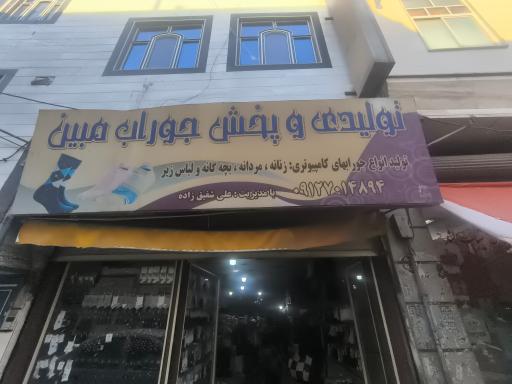 تولیدی و پخش جوراب مبین
تولید انواع جورابهای کامپیوتری: زنانه ، مردانه ، بچه گانه و لباس زیر
۰۹۱۲۷۰۱۴۸۹۴
با مدیریت : علی شفیق زاده